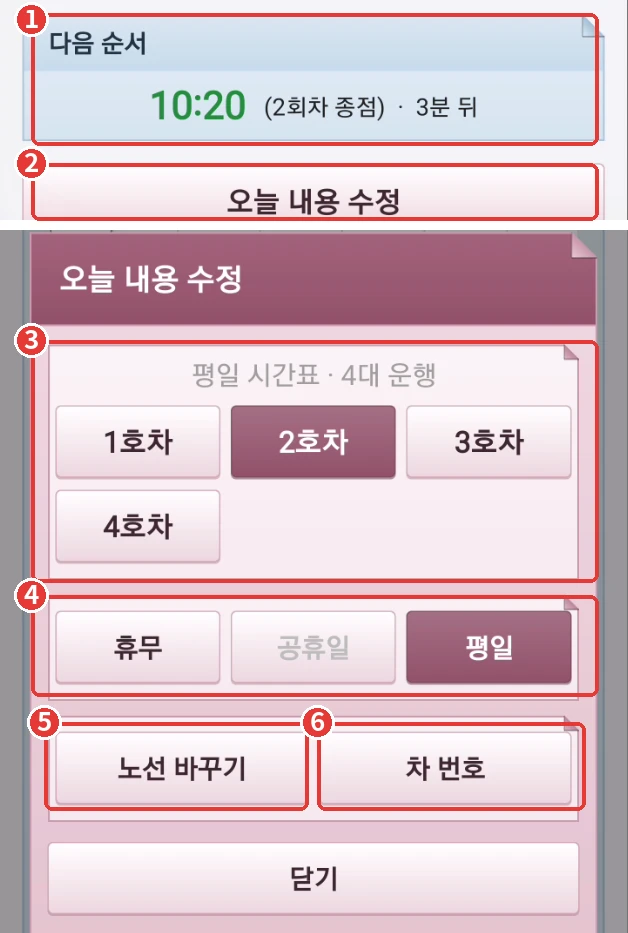 1
다음 순서
10:20 (2회차 종점) · 3분 뒤
2
오늘 내용 수정
오늘 내용 수정
3
평일 시간표 · 4대 운행
1호차 2호차 3호차
4호차
4
휴무 공휴일 평일
5 6
노선 바꾸기 차 번호
닫기